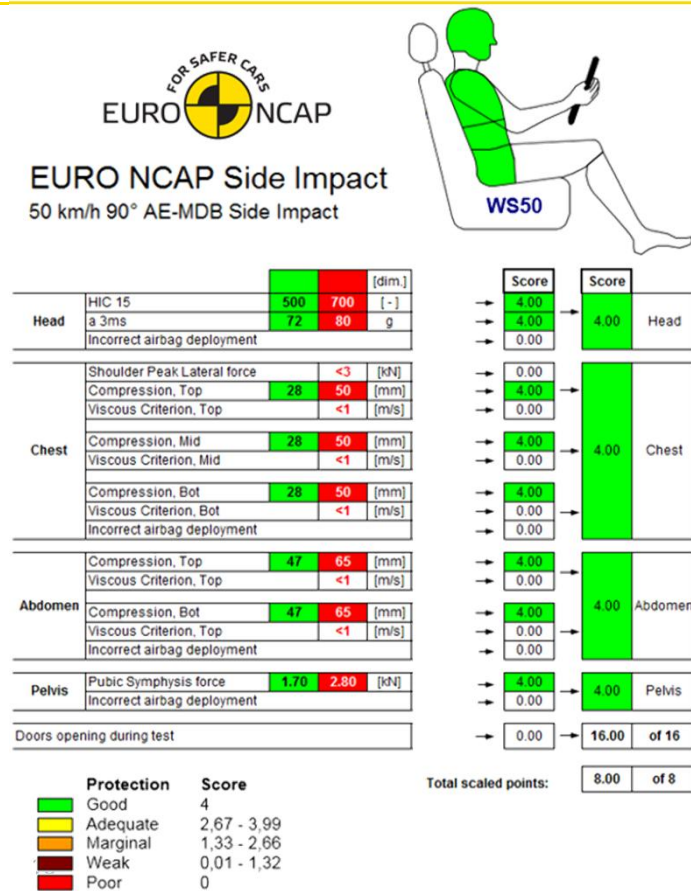 FOR SAFER CARS
EURO NCAP
EURO NCAP Side Impact
50 km/h 90° AE-MDB Side Impact
WS50
[dim.] Score Score
Head HIC 15 500 700 [ - ] 4.00 4.00 Head
a 3ms 72 80 g 4.00
Incorrect airbag deployment 0.00
Shoulder Peak Lateral force <3 [kN] 0.00
Compression, Top 28 50 [mm] 4.00
Viscous Criterion, Top <1 [m/s] 0.00
Chest Compression, Mid 28 50 [mm] 4.00 4.00 Chest
Viscous Criterion, Mid <1 [m/s] 0.00
Compression, Bot 28 50 [mm] 4.00
Viscous Criterion, Bot <1 [m/s] 0.00
Incorrect airbag deployment 0.00
Compression, Top 47 65 [mm] 4.00
Viscous Criterion, Top <1 [m/s] 0.00
Abdomen Compression, Bot 47 65 [mm] 4.00 4.00 Abdomen
Viscous Criterion, Top <1 [m/s] 0.00
Incorrect airbag deployment 0.00
Pelvis Pubic Symphysis force 1.70 2.80 [kN] 4.00 4.00 Pelvis
Incorrect airbag deployment 0.00
Doors opening during test 0.00 16.00 of 16
Total scaled points: 8.00 of 8
Protection Score
Good 4
Adequate 2,67 - 3,99
Marginal 1,33 - 2,66
Weak 0,01 - 1,32
Poor 0